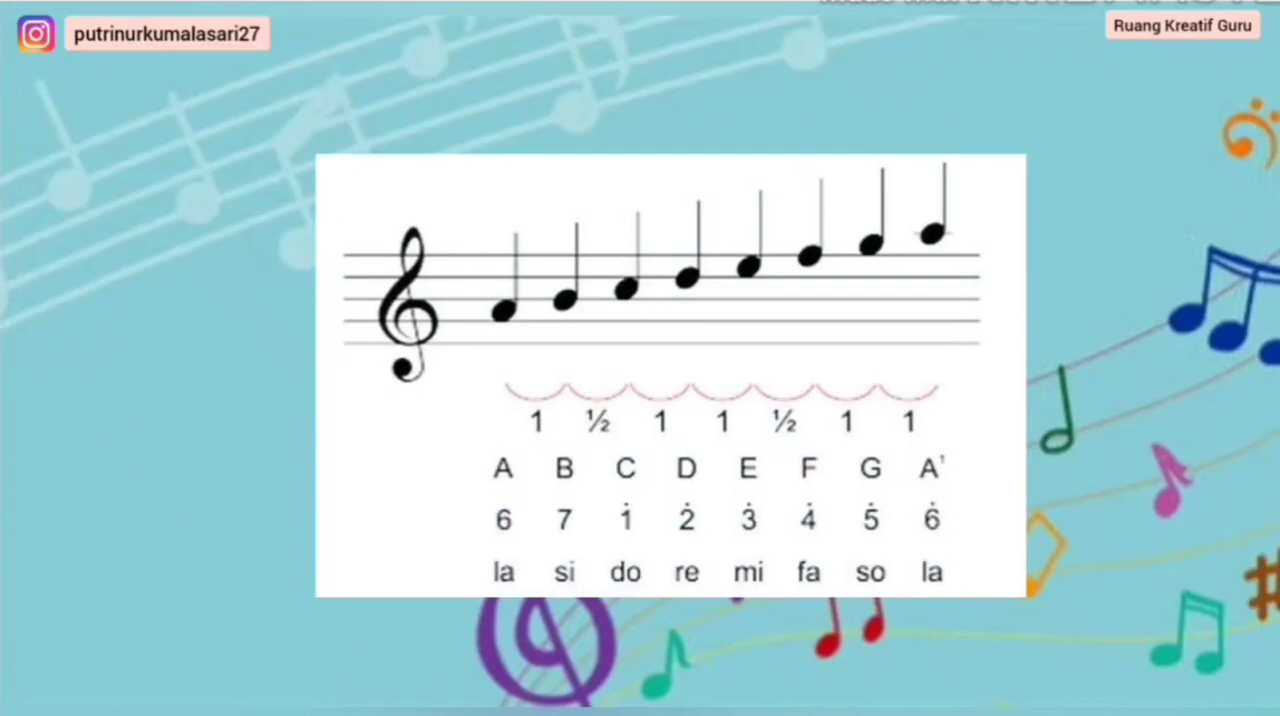 putrinurkumalasari27
Ruang Kreatif Guru
1 ½ 1 1 ½ 1 1
A B C D E F G A'
6 7 1̇ 2̇ 3̇ 4̇ 5̇ 6̇
la si do re mi fa so la